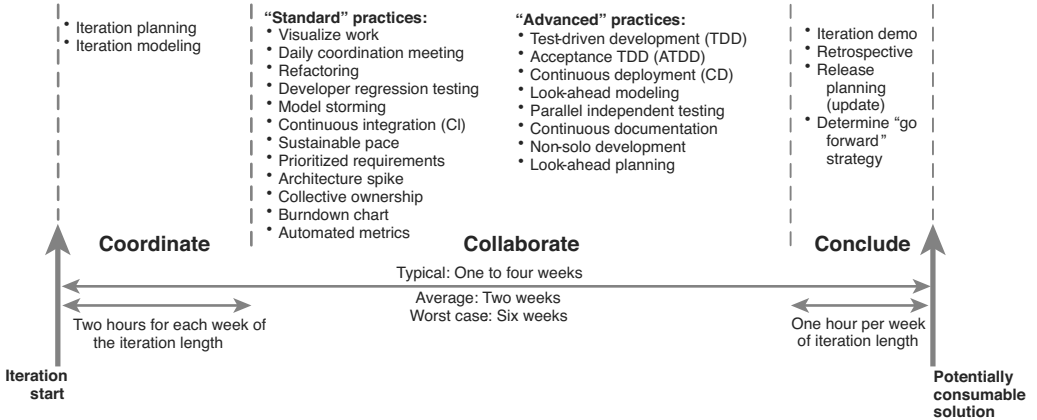 • Iteration planning
• Iteration modeling
“Standard” practices:
• Visualize work
• Daily coordination meeting
• Refactoring
• Developer regression testing
• Model storming
• Continuous integration (CI)
• Sustainable pace
• Prioritized requirements
• Architecture spike
• Collective ownership
• Burndown chart
• Automated metrics
“Advanced” practices:
• Test-driven development (TDD)
• Acceptance TDD (ATDD)
• Continuous deployment (CD)
• Look-ahead modeling
• Parallel independent testing
• Continuous documentation
• Non-solo development
• Look-ahead planning
• Iteration demo
• Retrospective
• Release
planning
(update)
• Determine “go
forward”
strategy
Coordinate
Collaborate
Conclude
Typical: One to four weeks
Average: Two weeks
Worst case: Six weeks
Two hours for each week of
the iteration length
One hour per week
of iteration length
Iteration
start
Potentially
consumable
solution